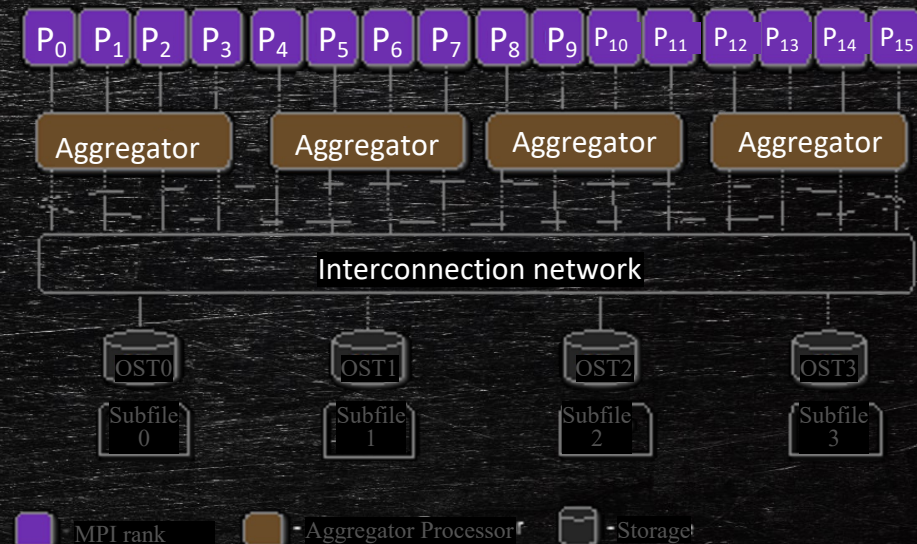 P₀ P₁ P₂ P₃ P₄ P₅ P₆ P₇ P₈ P₉ P₁₀ P₁₁ P₁₂ P₁₃ P₁₄ P₁₅
Aggregator Aggregator Aggregator Aggregator
Interconnection network
OST0 OST1 OST2 OST3
Subfile Subfile Subfile Subfile
0 1 2 3
- MPI rank - Aggregator Processor - Storage